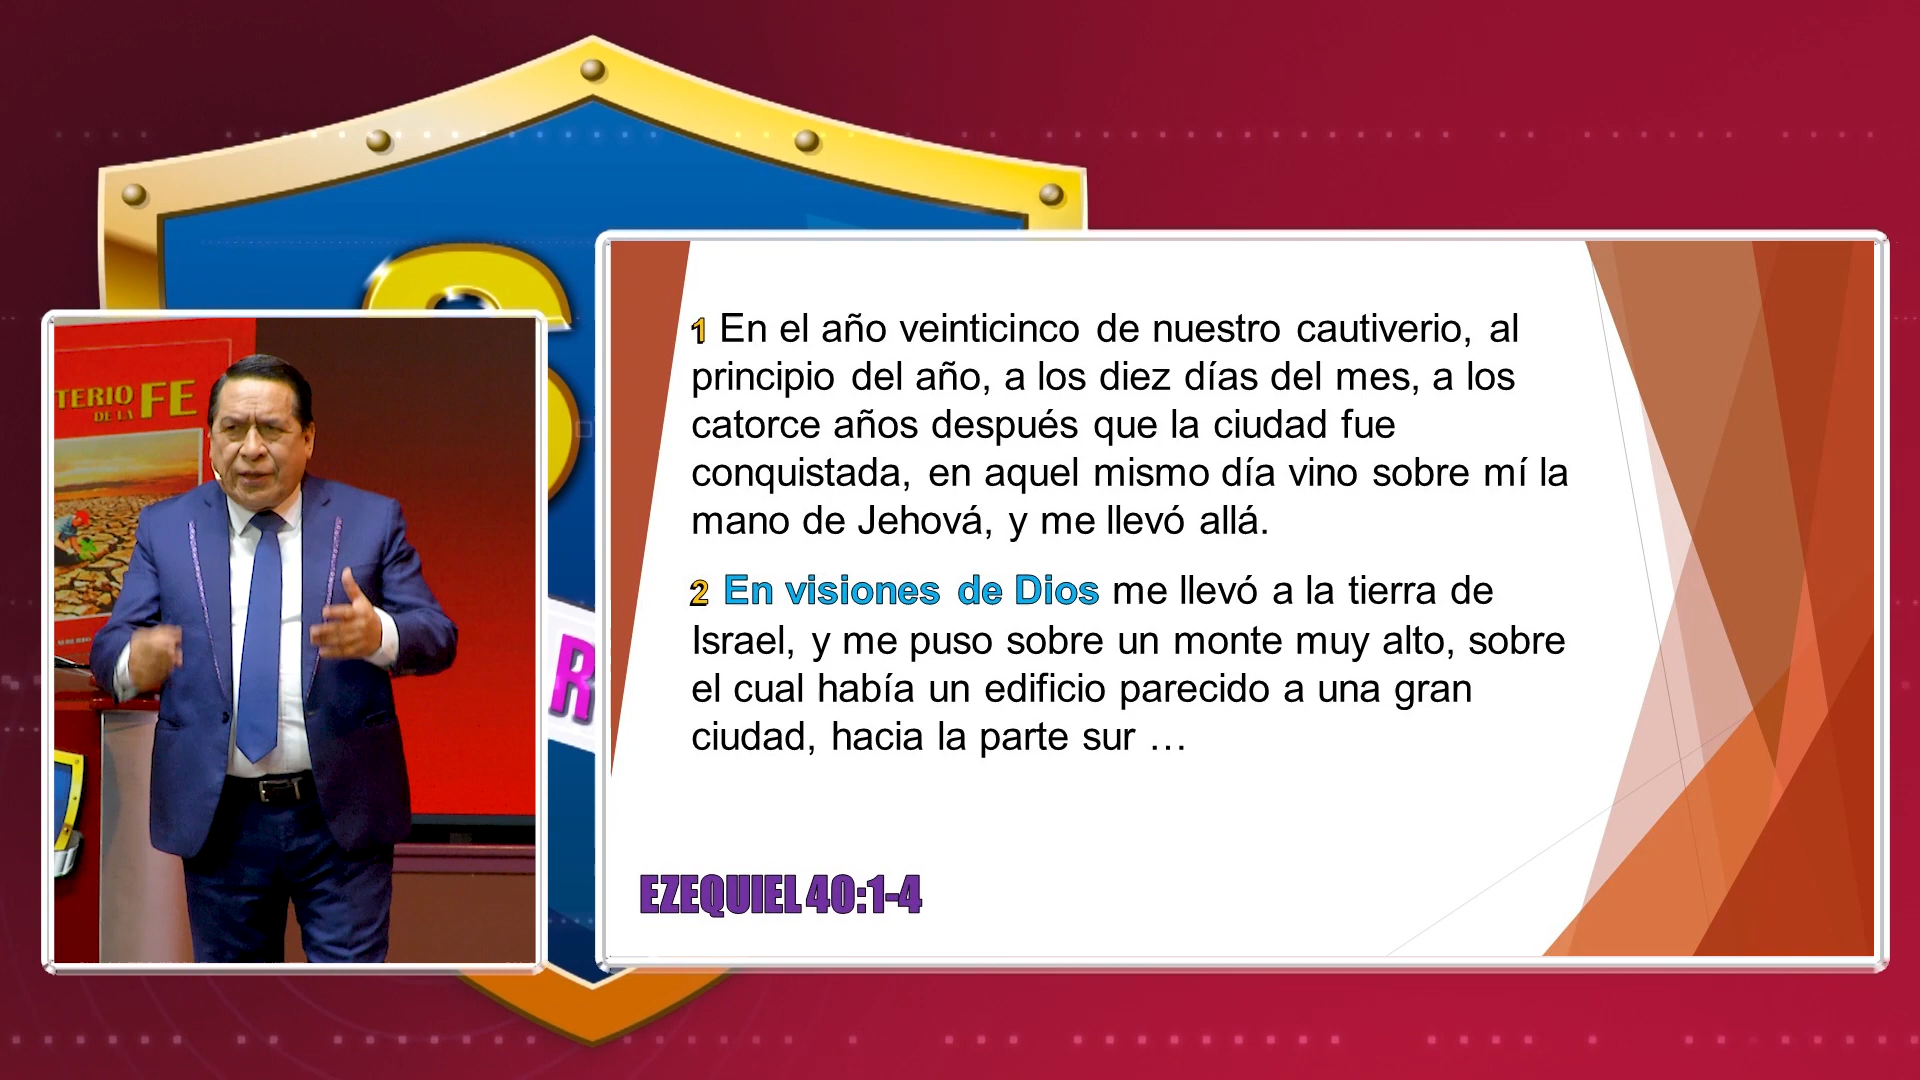 TERIO FE
DE LA
R
1 En el año veinticinco de nuestro cautiverio, al
principio del año, a los diez días del mes, a los
catorce años después que la ciudad fue
conquistada, en aquel mismo día vino sobre mí la
mano de Jehová, y me llevó allá.
2 En visiones de Dios me llevó a la tierra de
Israel, y me puso sobre un monte muy alto, sobre
el cual había un edificio parecido a una gran
ciudad, hacia la parte sur …
EZEQUIEL 40:1-4